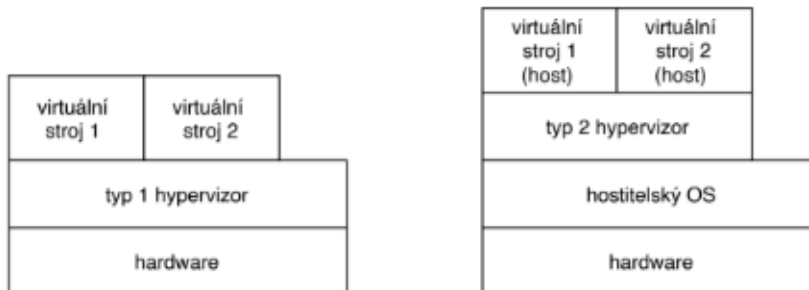 virtuální
stroj 1
virtuální
stroj 2
typ 1 hypervizor
hardware
virtuální
stroj 1
(host)
virtuální
stroj 2
(host)
typ 2 hypervizor
hostitelský OS
hardware